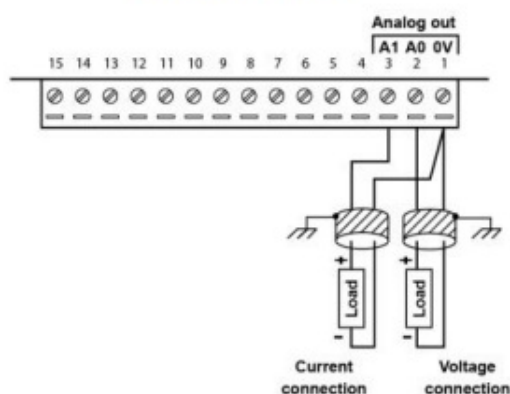 Analog out
A1 A0 0V
15 14 13 12 11 10 9 8 7 6 5 4 3 2 1
+ +
Load Load
- -
Current
connection
Voltage
connection